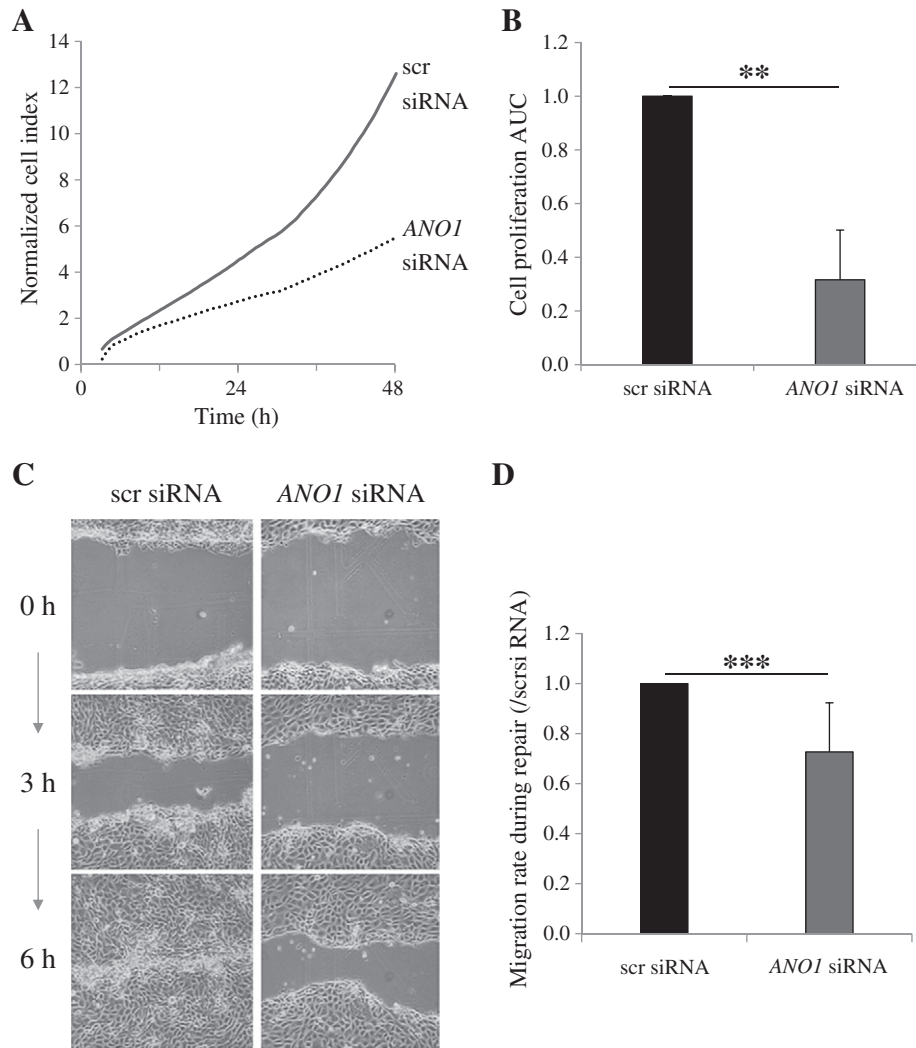 A
Normalized cell index
14
12
10
8
6
4
2
0
0
24
48
Time (h)
scr
siRNA
ANO1
siRNA
B
Cell proliferation AUC
1.2
1.0
0.8
0.6
0.4
0.2
0.0
**
scr siRNA
ANO1 siRNA
C
scr siRNA
ANO1 siRNA
0 h
3 h
6 h
D
Migration rate during repair (/scrsi RNA)
1.2
1.0
0.8
0.6
0.4
0.2
0.0
***
scr siRNA
ANO1 siRNA